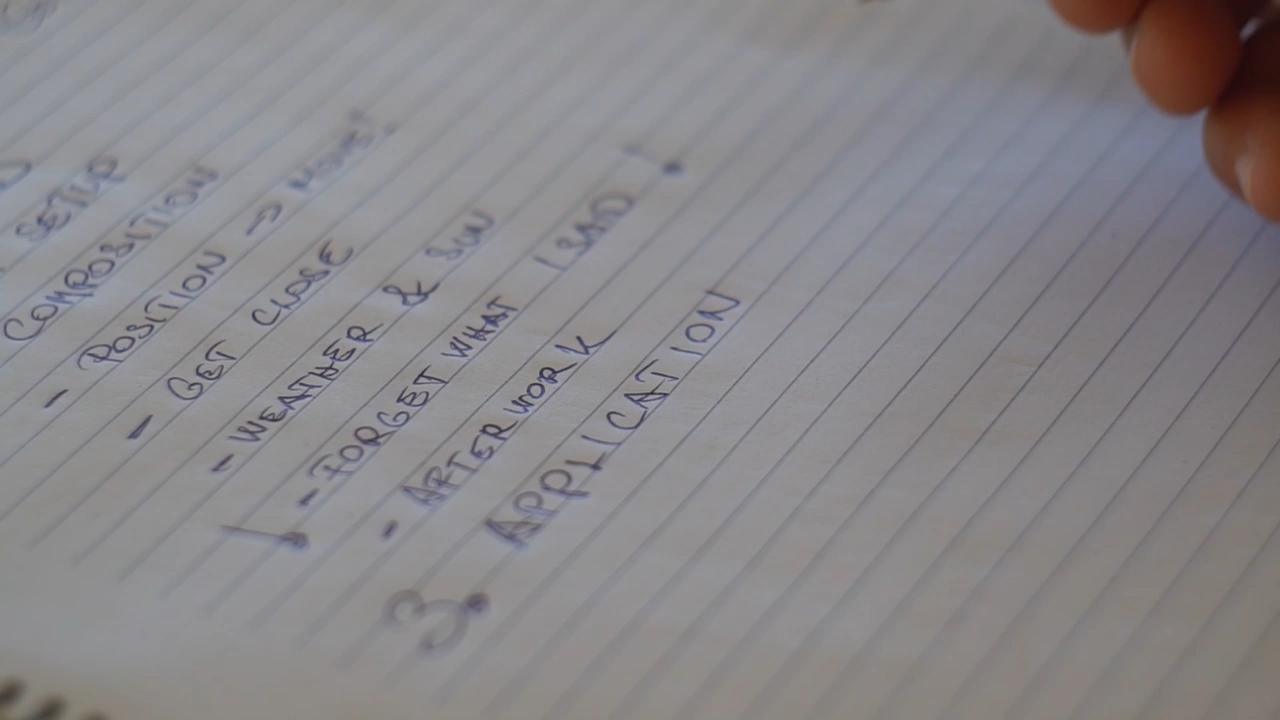 SETUP
COMPOSITION
- POSITION → MOVE!
- GET CLOSE
- WEATHER & SUN
! - FORGET WHAT I SAID !
- AFTERWORK
3. APPLICATION